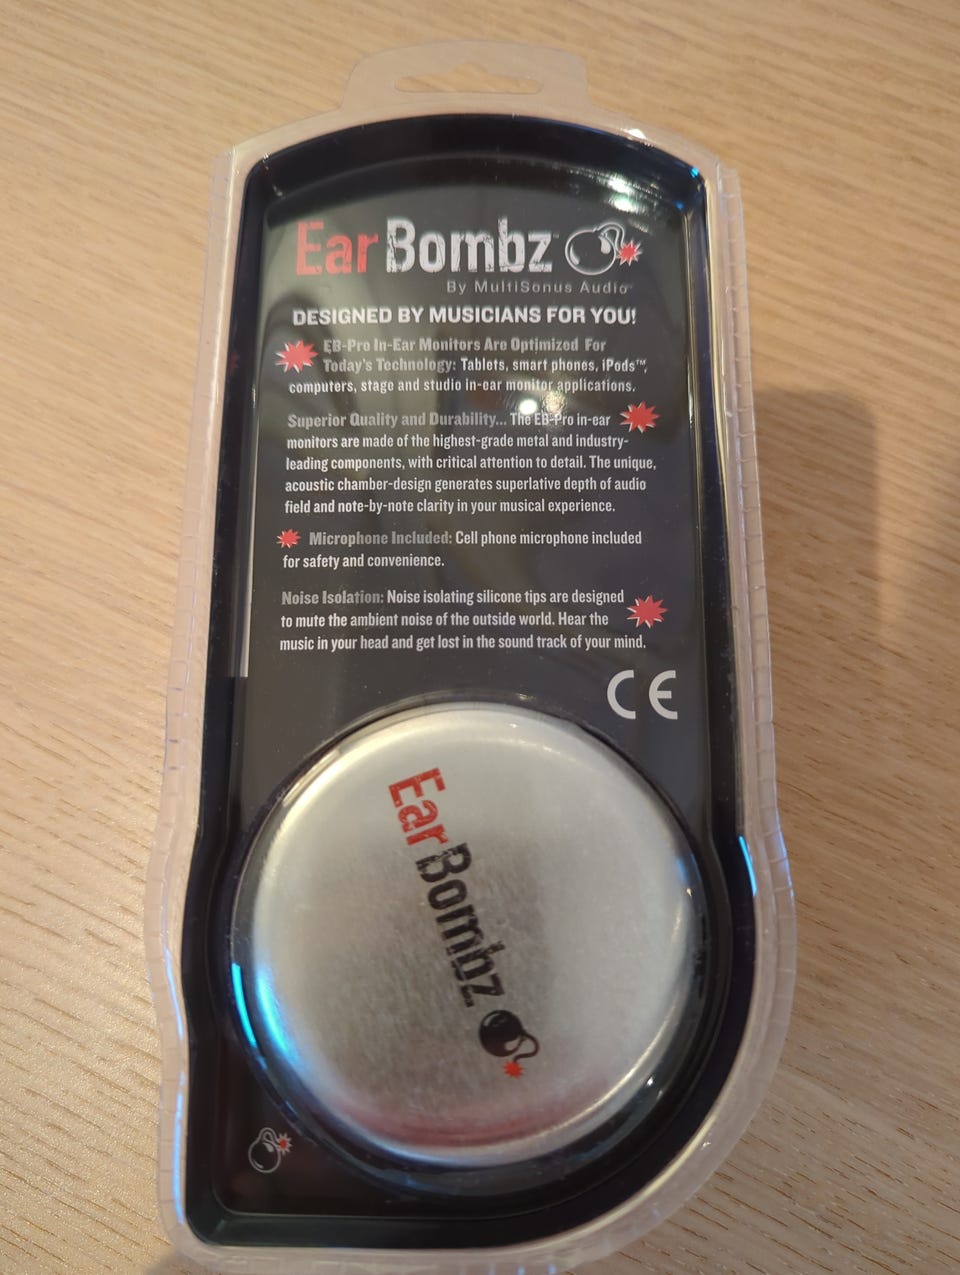 Ear Bombz
By MultiSonus Audio
DESIGNED BY MUSICIANS FOR YOU!
EB-Pro In-Ear Monitors Are Optimized For
Today's Technology: Tablets, smart phones, iPods™,
computers, stage and studio in-ear monitor applications.
Superior Quality and Durability... The EB-Pro in-ear
monitors are made of the highest-grade metal and industry-
leading components, with critical attention to detail. The unique,
acoustic chamber-design generates superlative depth of audio
field and note-by-note clarity in your musical experience.
Microphone Included: Cell phone microphone included
for safety and convenience.
Noise Isolation: Noise isolating silicone tips are designed
to mute the ambient noise of the outside world. Hear the
music in your head and get lost in the sound track of your mind.
CE
Ear Bombz